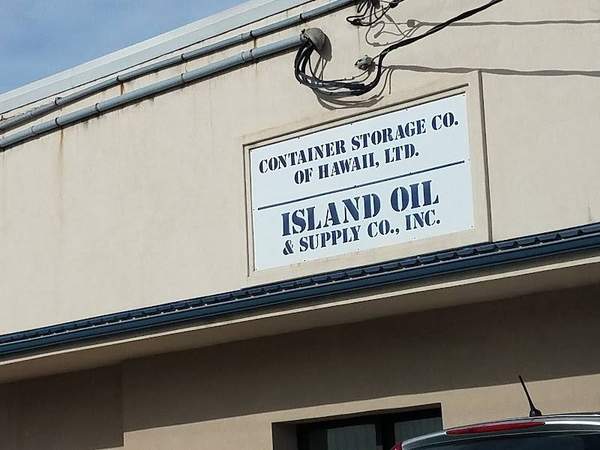 CONTAINER STORAGE CO.
OF HAWAII, LTD.
ISLAND OIL
& SUPPLY CO., INC.